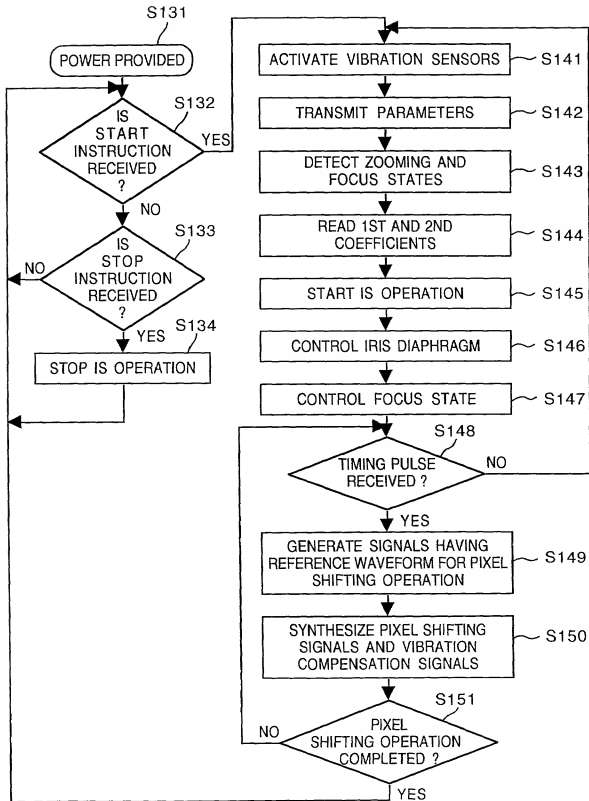 S131
POWER PROVIDED
S132
IS
START
INSTRUCTION
RECEIVED
?
YES
NO
S133
IS
STOP
INSTRUCTION
RECEIVED
?
NO
YES
S134
STOP IS OPERATION
ACTIVATE VIBRATION SENSORS
S141
TRANSMIT PARAMETERS
S142
DETECT ZOOMING AND
FOCUS STATES
S143
READ 1ST AND 2ND
COEFFICIENTS
S144
START IS OPERATION
S145
CONTROL IRIS DIAPHRAGM
S146
CONTROL FOCUS STATE
S147
S148
TIMING PULSE
RECEIVED ?
NO
YES
GENERATE SIGNALS HAVING
REFERENCE WAVEFORM FOR PIXEL
SHIFTING OPERATION
S149
SYNTHESIZE PIXEL SHIFTING
SIGNALS AND VIBRATION
COMPENSATION SIGNALS
S150
S151
PIXEL
SHIFTING OPERATION
COMPLETED ?
NO
YES